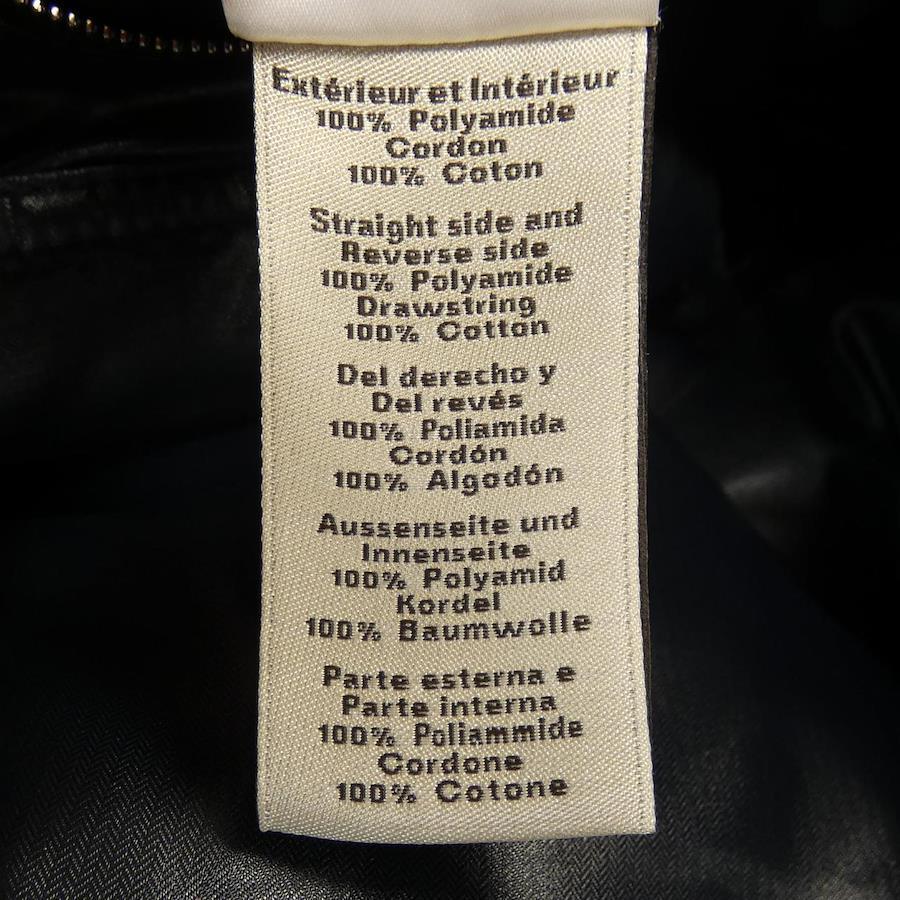 Extérieur et Intérieur
100% Polyamide
Cordon
100% Coton
Straight side and
Reverse side
100% Polyamide
Drawstring
100% Cotton
Del derecho y
Del revés
100% Poliamida
Cordón
100% Algodón
Aussenseite und
Innenseite
100% Polyamid
Kordel
100% Baumwolle
Parte esterna e
Parte interna
100% Poliammide
Cordone
100% Cotone